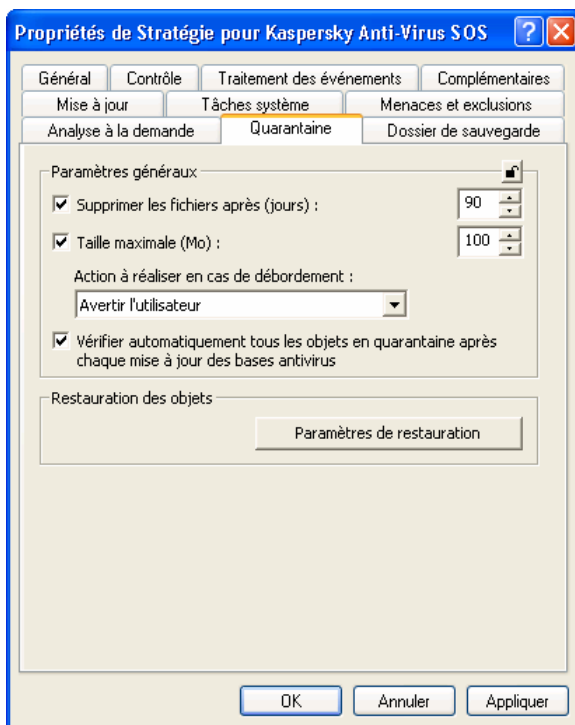 Propriétés de Stratégie pour Kaspersky Anti-Virus SOS
Général Contrôle Traitement des événements Complémentaires
Mise à jour Tâches système Menaces et exclusions
Analyse à la demande Quarantaine Dossier de sauvegarde
Paramètres généraux
Supprimer les fichiers après (jours) : 90
Taille maximale (Mo) : 100
Action à réaliser en cas de débordement :
Avertir l'utilisateur
Vérifier automatiquement tous les objets en quarantaine après
chaque mise à jour des bases antivirus
Restauration des objets
Paramètres de restauration
OK Annuler Appliquer